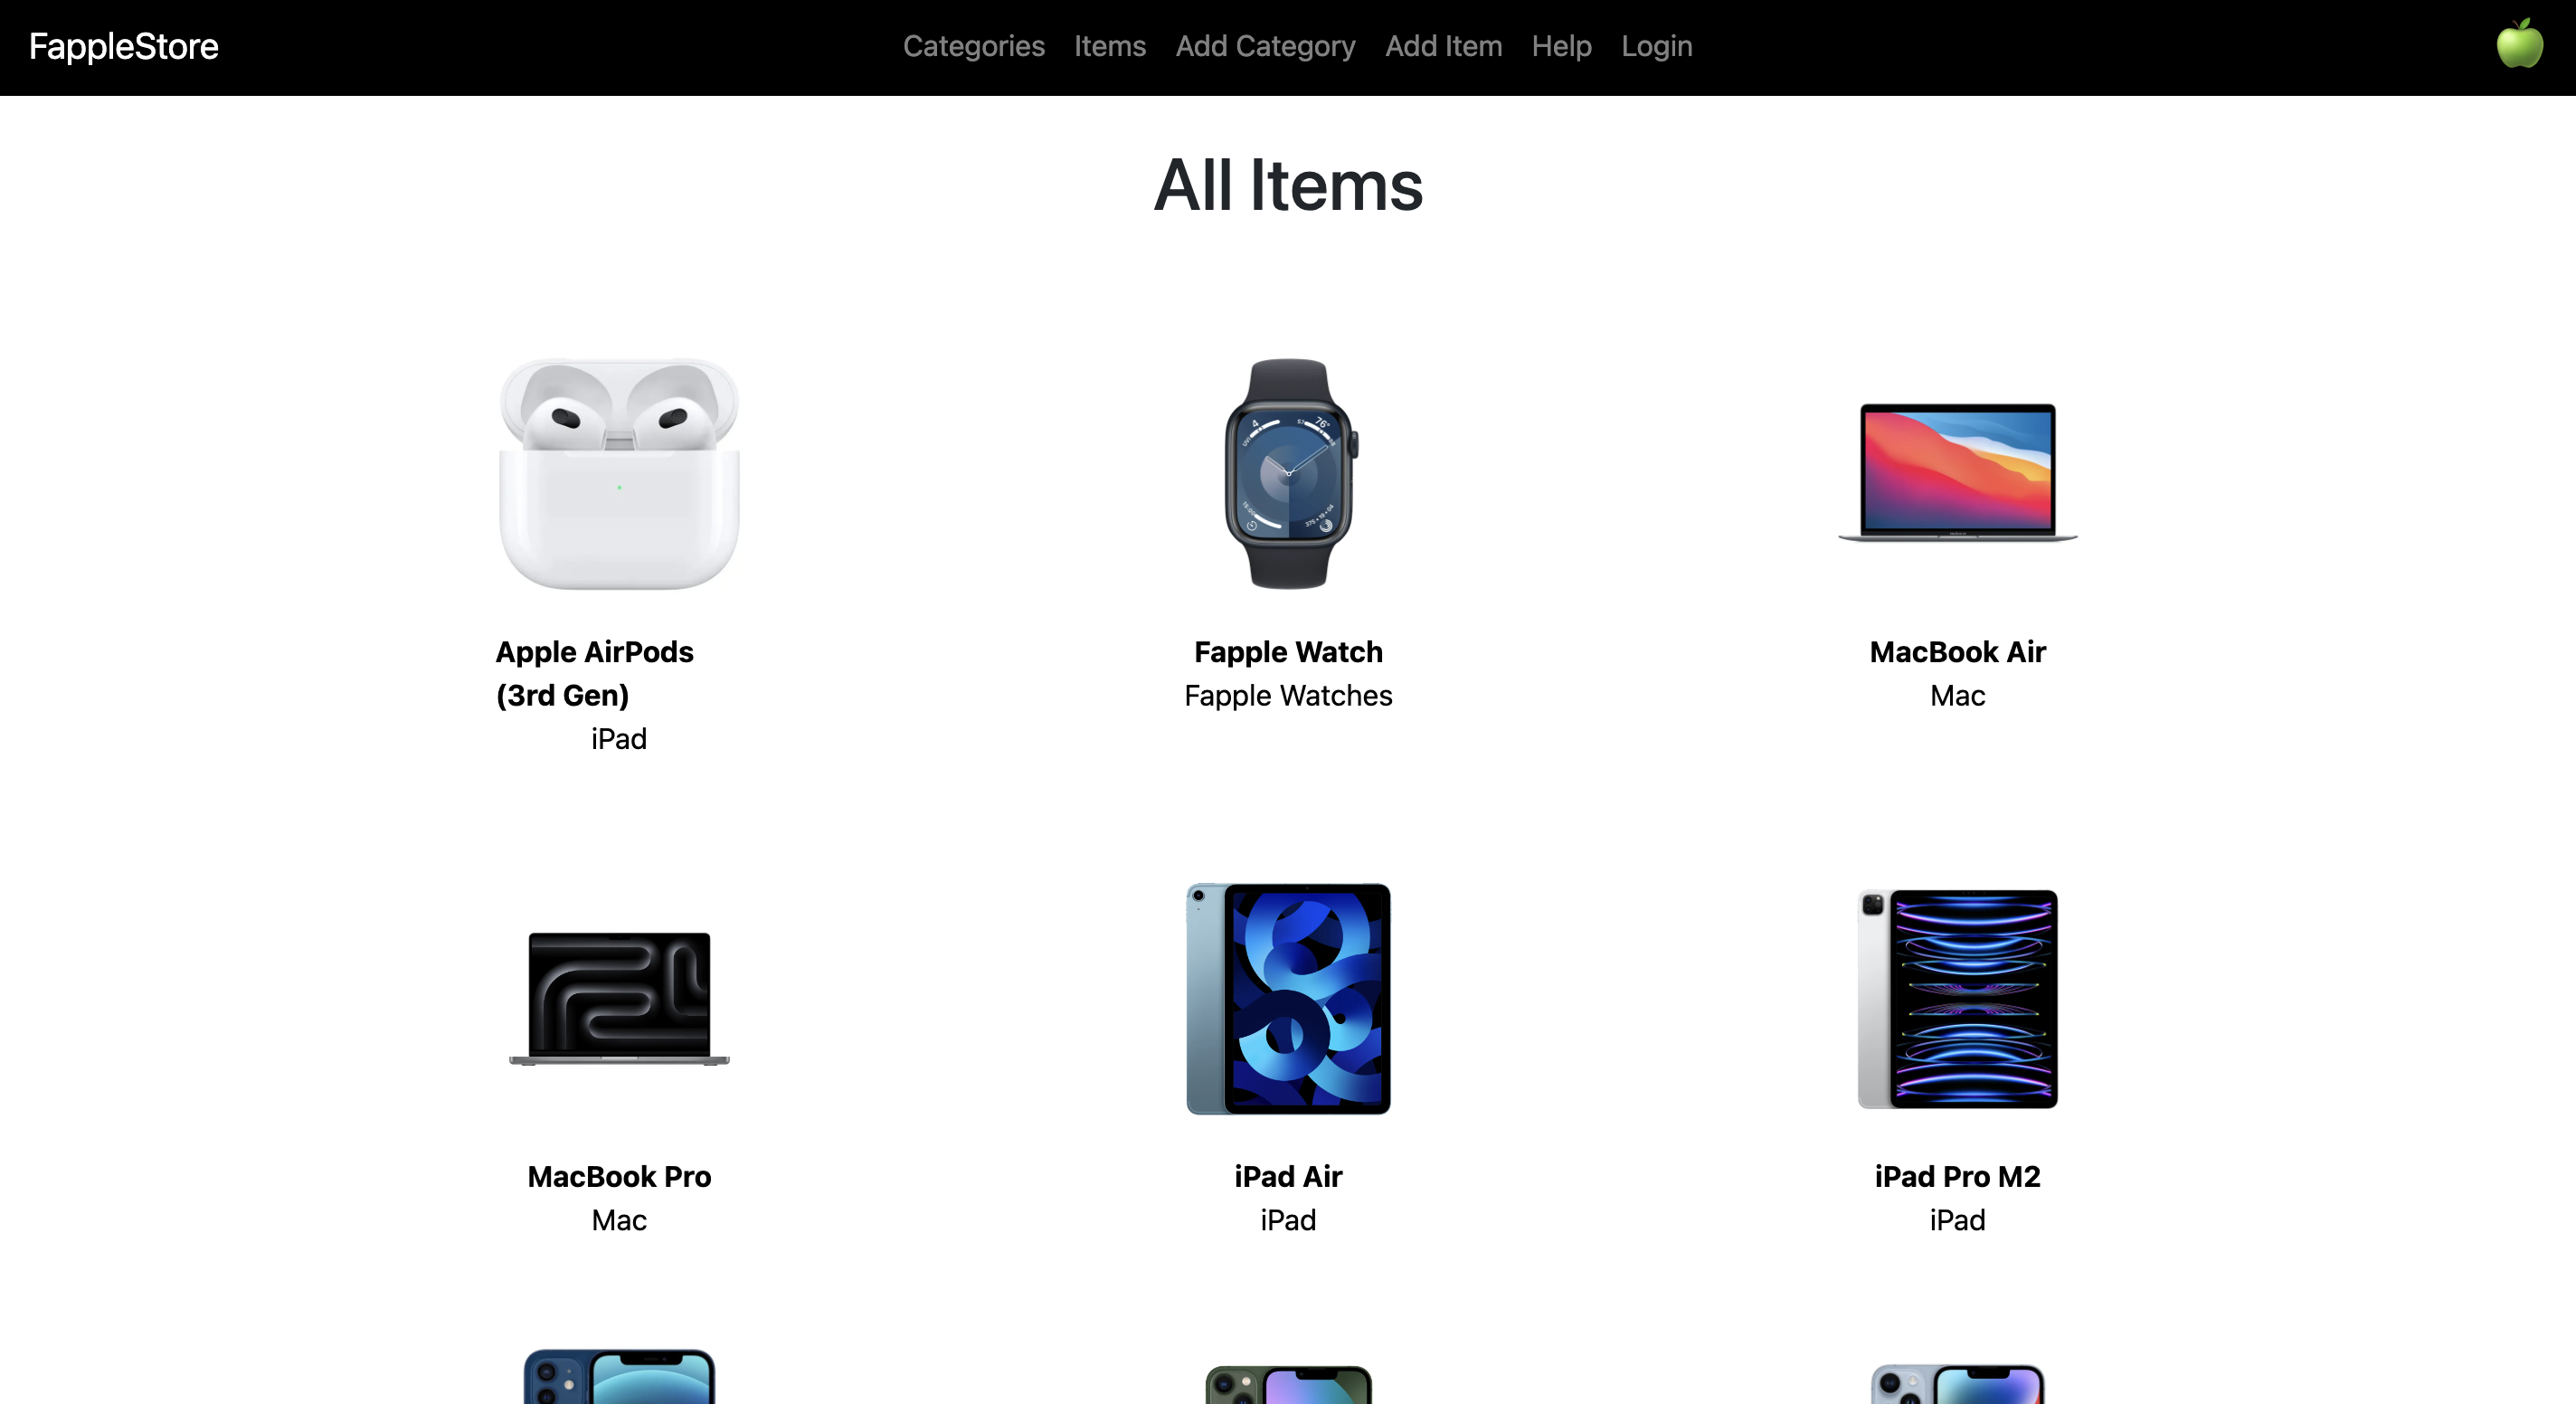 FappleStore
Categories Items Add Category Add Item Help Login
All Items
Apple AirPods
(3rd Gen)
iPad
Fapple Watch
Fapple Watches
MacBook Air
Mac
MacBook Pro
Mac
iPad Air
iPad
iPad Pro M2
iPad